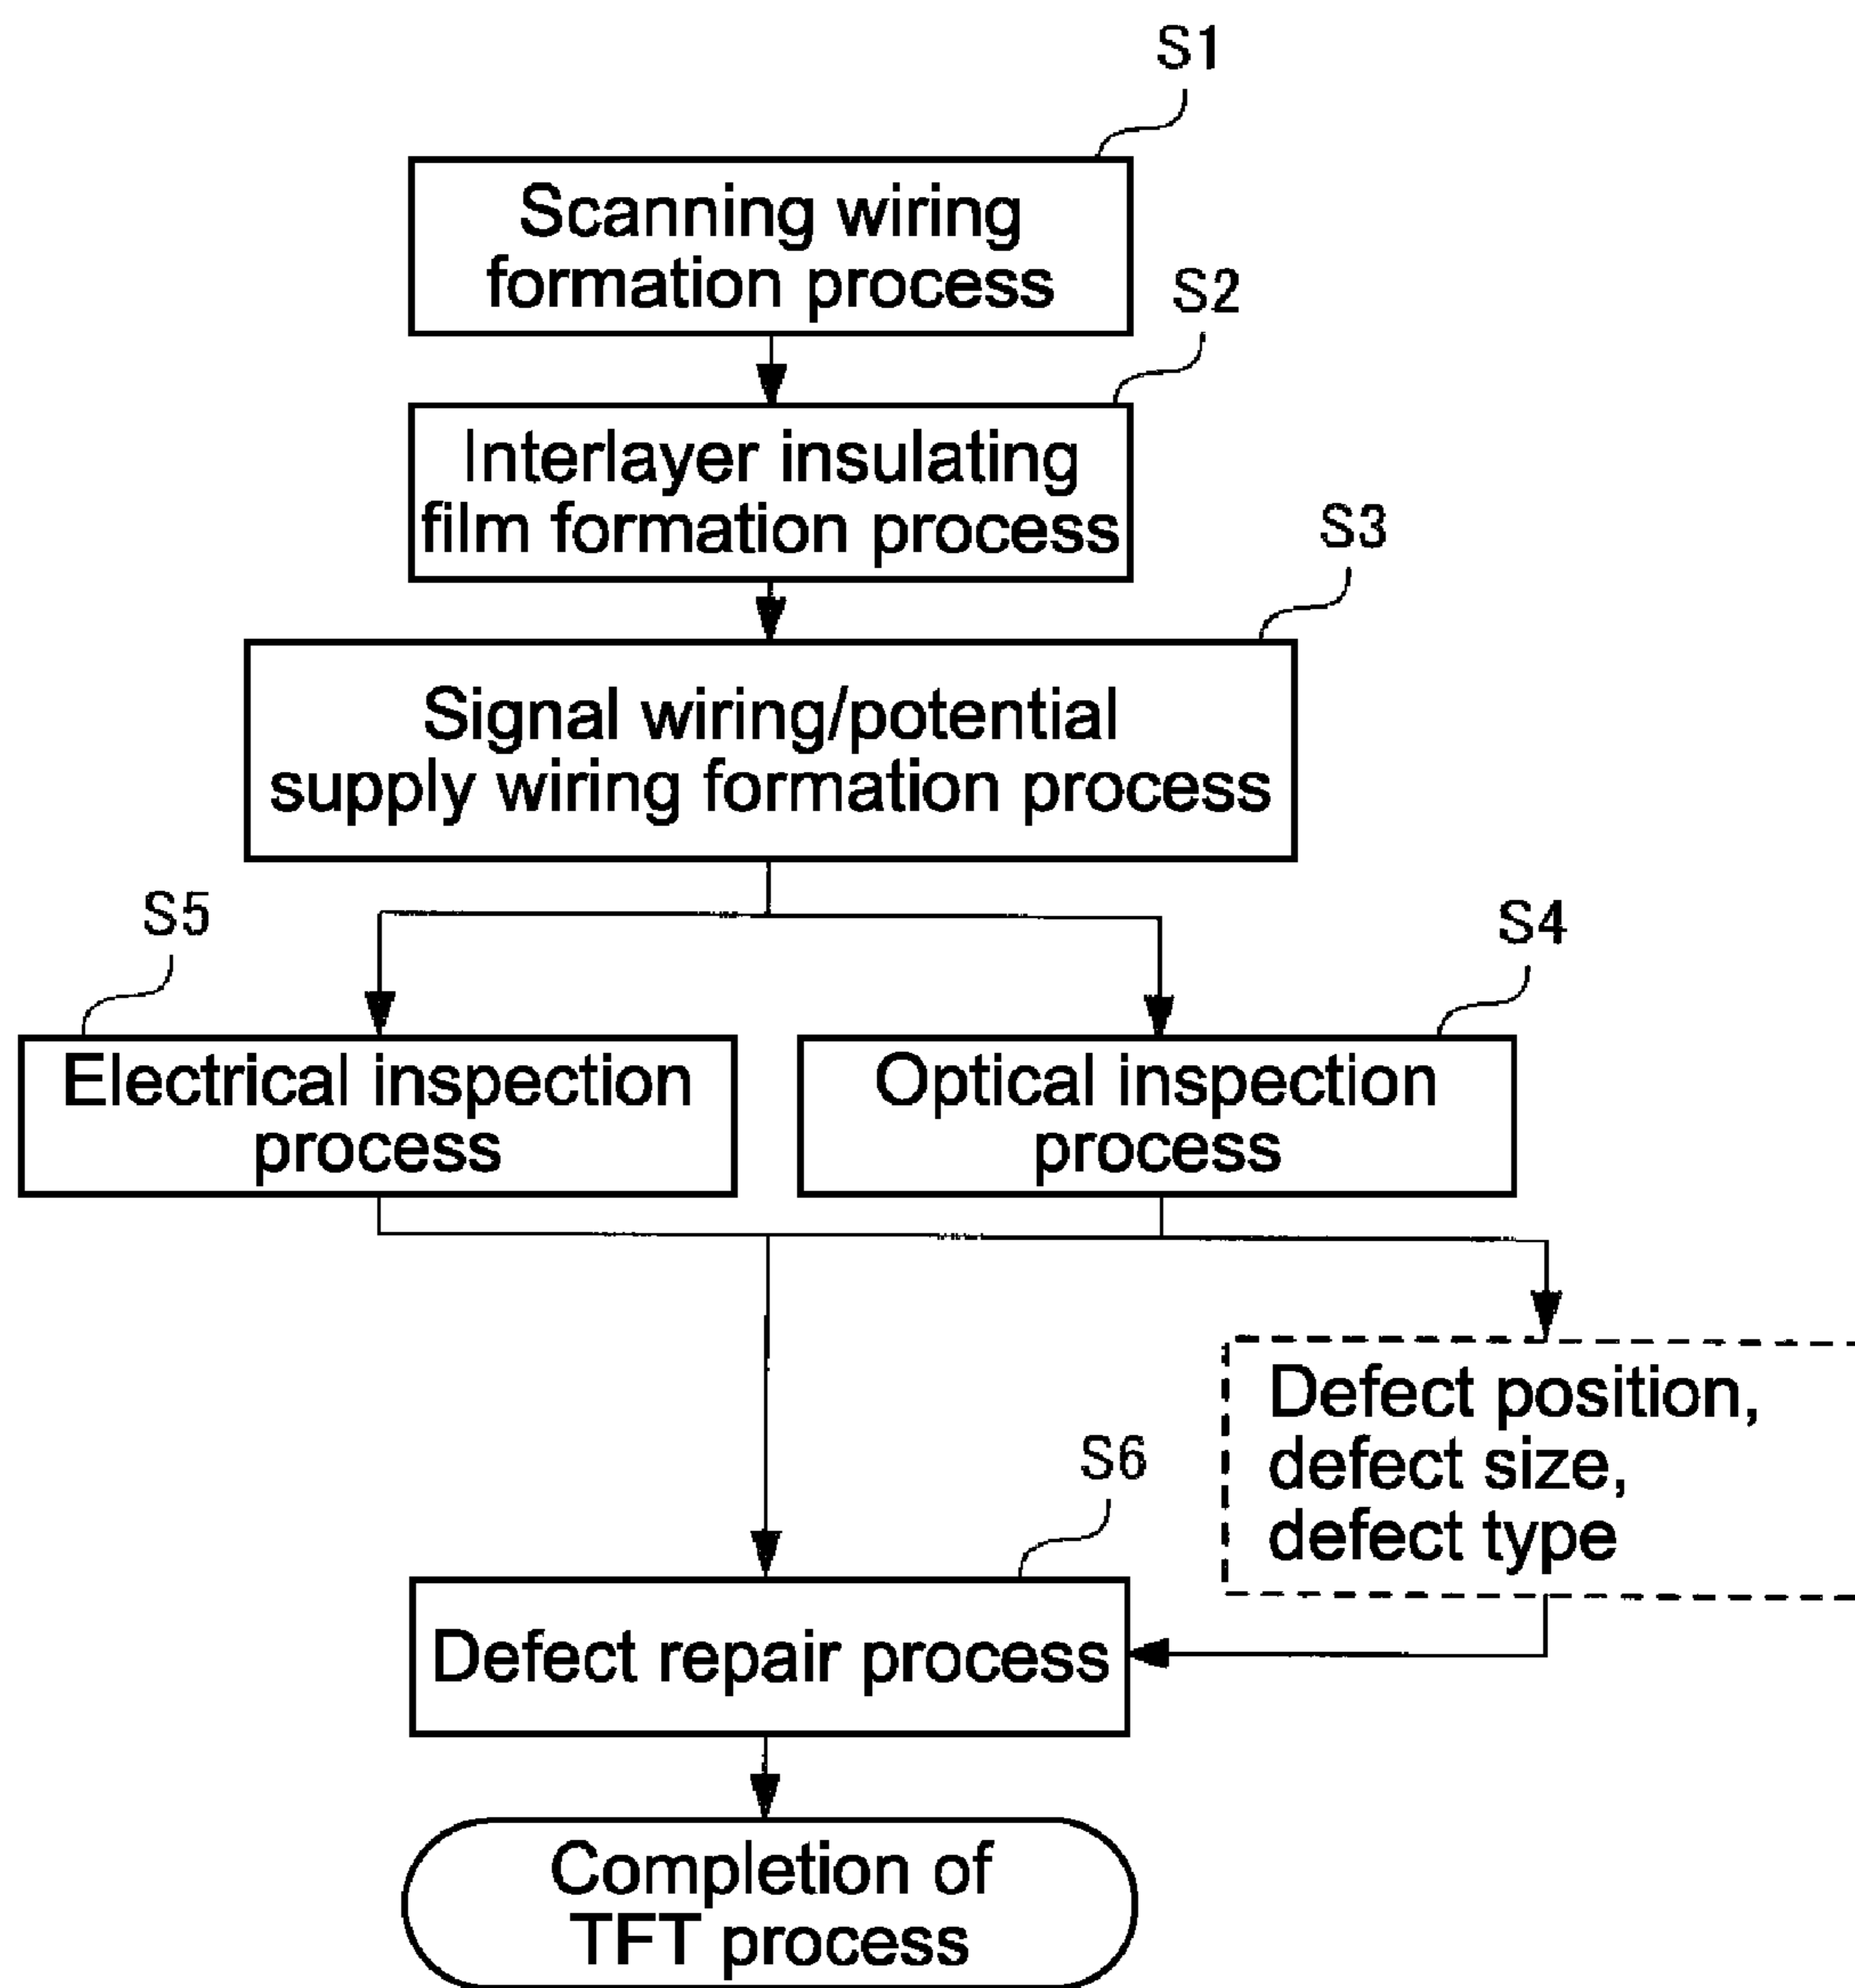 S1
Scanning wiring
formation process
S2
Interlayer insulating
film formation process
S3
Signal wiring/potential
supply wiring formation process
S5
S4
Electrical inspection
process
Optical inspection
process
Defect position,
defect size,
defect type
S6
Defect repair process
Completion of
TFT process